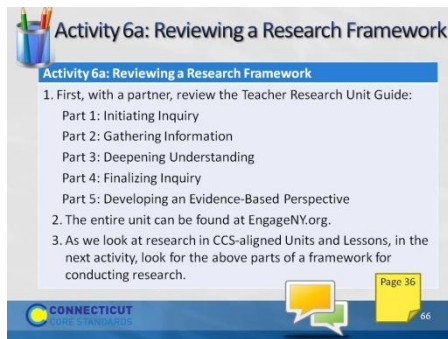 Activity 6a: Reviewing a Research Framework
Activity 6a: Reviewing a Research Framework
1. First, with a partner, review the Teacher Research Unit Guide:
Part 1: Initiating Inquiry
Part 2: Gathering Information
Part 3: Deepening Understanding
Part 4: Finalizing Inquiry
Part 5: Developing an Evidence-Based Perspective
2. The entire unit can be found at EngageNY.org.
3. As we look at research in CCS-aligned Units and Lessons, in the
next activity, look for the above parts of a framework for
conducting research.
Page 36
CONNECTICUT
CORE STANDARDS
66